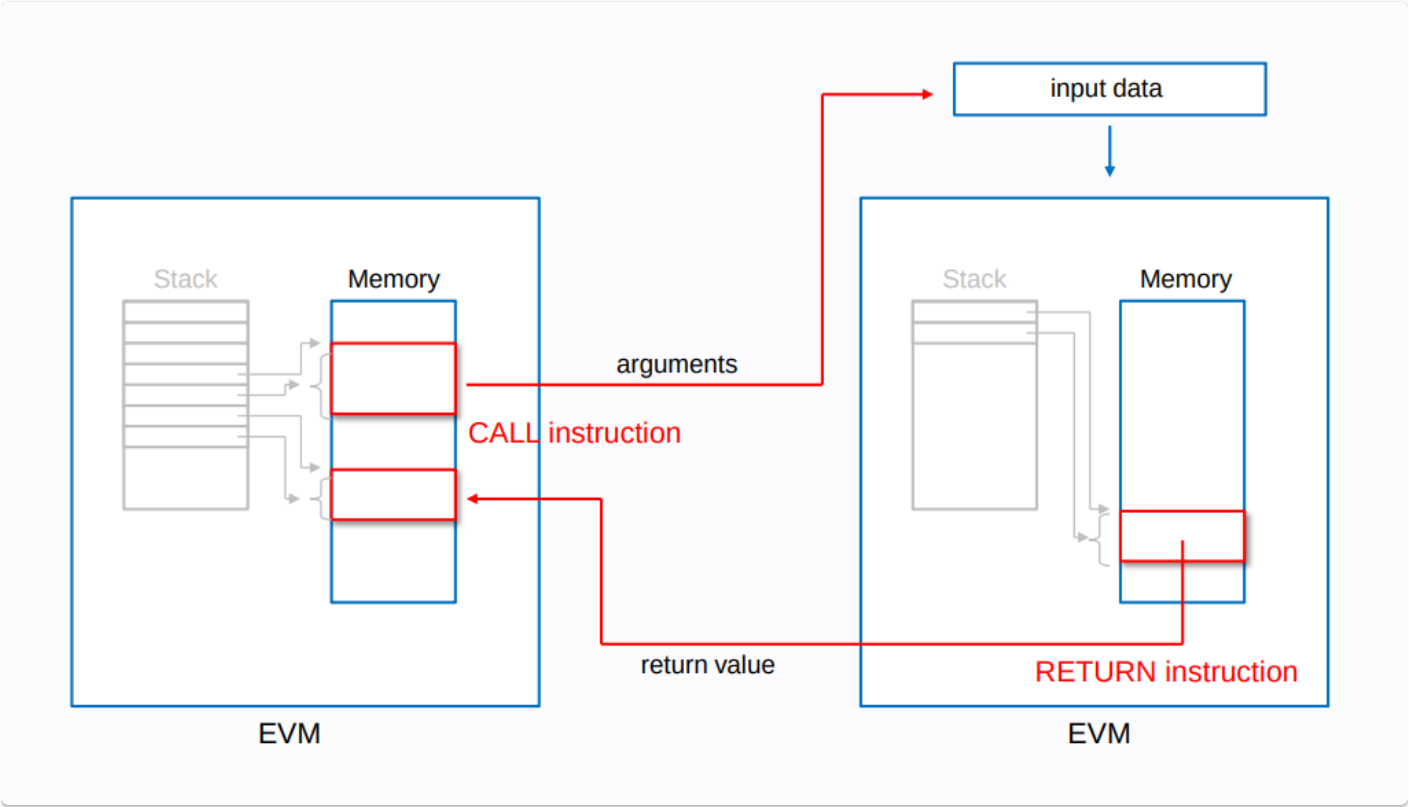 input data
Stack
Memory
Stack
Memory
arguments
CALL instruction
return value
RETURN instruction
EVM
EVM